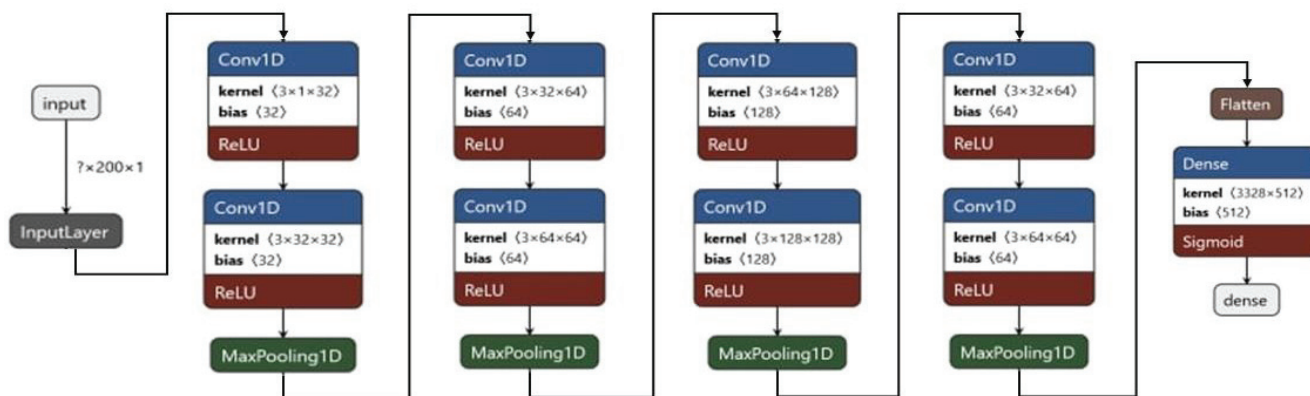 input
?×200×1
InputLayer
Conv1D
kernel ⟨3×1×32⟩
bias ⟨32⟩
ReLU
Conv1D
kernel ⟨3×32×32⟩
bias ⟨32⟩
ReLU
MaxPooling1D
Conv1D
kernel ⟨3×32×64⟩
bias ⟨64⟩
ReLU
Conv1D
kernel ⟨3×64×64⟩
bias ⟨64⟩
ReLU
MaxPooling1D
Conv1D
kernel ⟨3×64×128⟩
bias ⟨128⟩
ReLU
Conv1D
kernel ⟨3×128×128⟩
bias ⟨128⟩
ReLU
MaxPooling1D
Conv1D
kernel ⟨3×32×64⟩
bias ⟨64⟩
ReLU
Conv1D
kernel ⟨3×64×64⟩
bias ⟨64⟩
ReLU
MaxPooling1D
Flatten
Dense
kernel ⟨3328×512⟩
bias ⟨512⟩
Sigmoid
dense